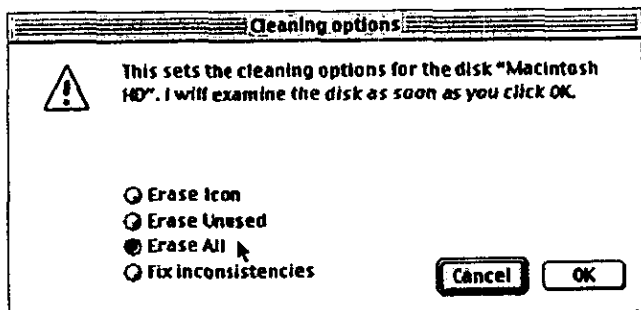 Cleaning options
This sets the cleaning options for the disk "Macintosh
HD". I will examine the disk as soon as you click OK.
Erase Icon
Erase Unused
Erase All
Fix inconsistencies
Cancel
OK